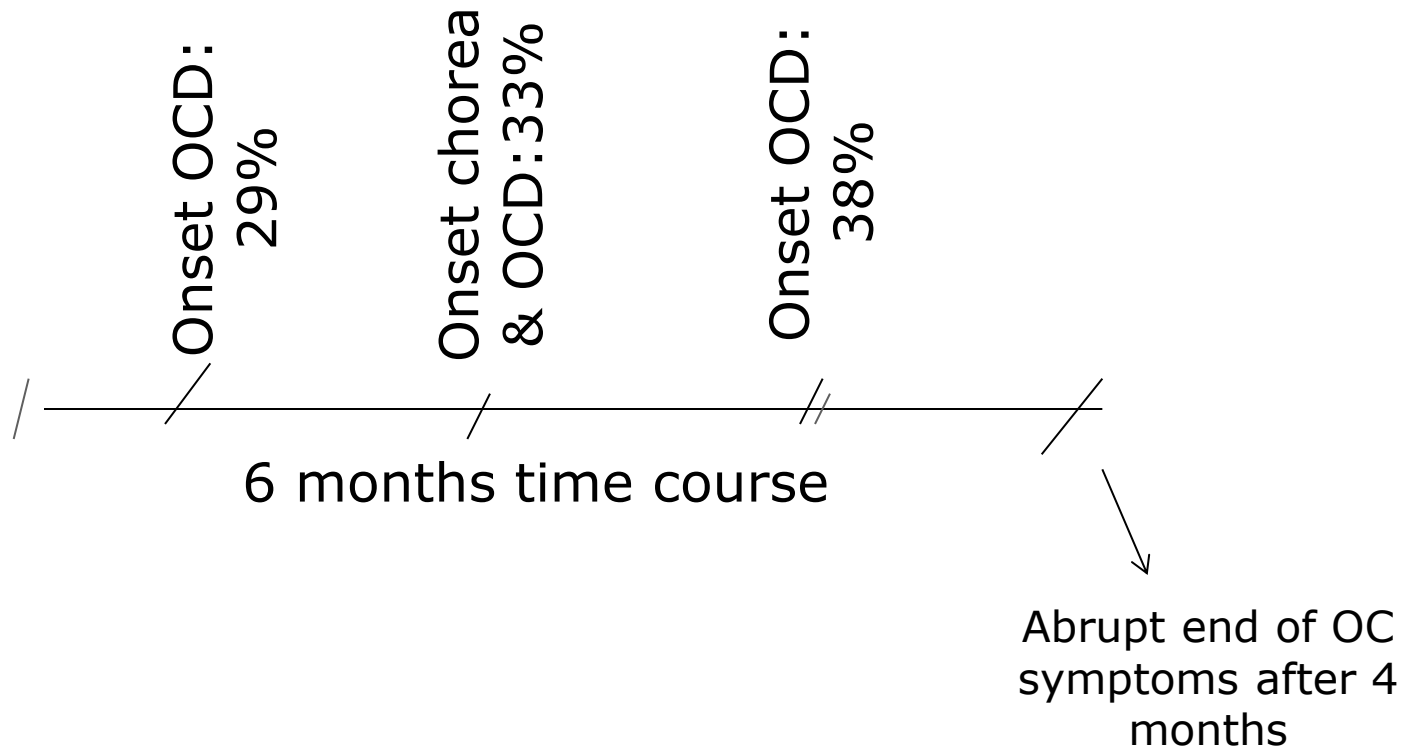 Onset OCD:
29%
Onset chorea
& OCD:33%
Onset OCD:
38%
6 months time course
Abrupt end of OC
symptoms after 4
months